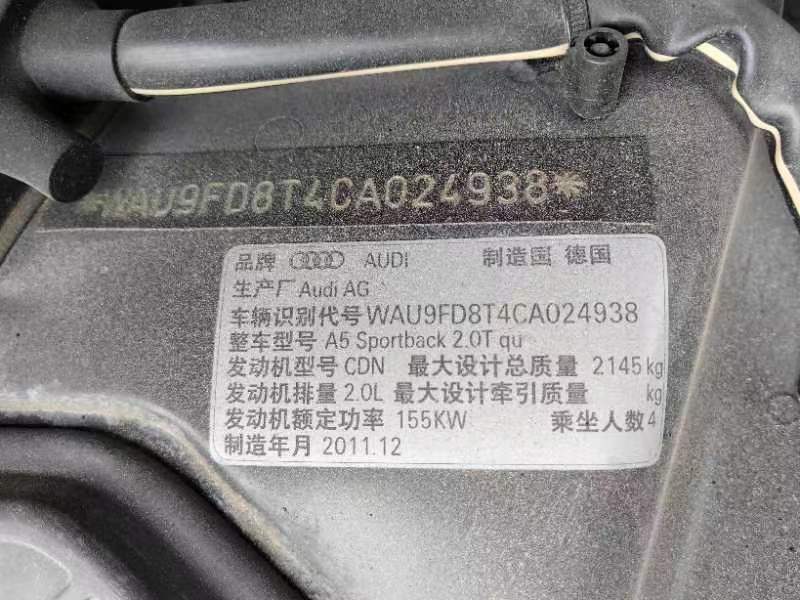 *WAU9FD8T4CA024938*
品牌 AUDI 制造国 德国
生产厂 Audi AG
车辆识别代号 WAU9FD8T4CA024938
整车型号 A5 Sportback 2.0T qu
发动机型号 CDN 最大设计总质量 2145 kg
发动机排量 2.0L 最大设计牵引质量 kg
发动机额定功率 155KW 乘坐人数 4
制造年月 2011.12